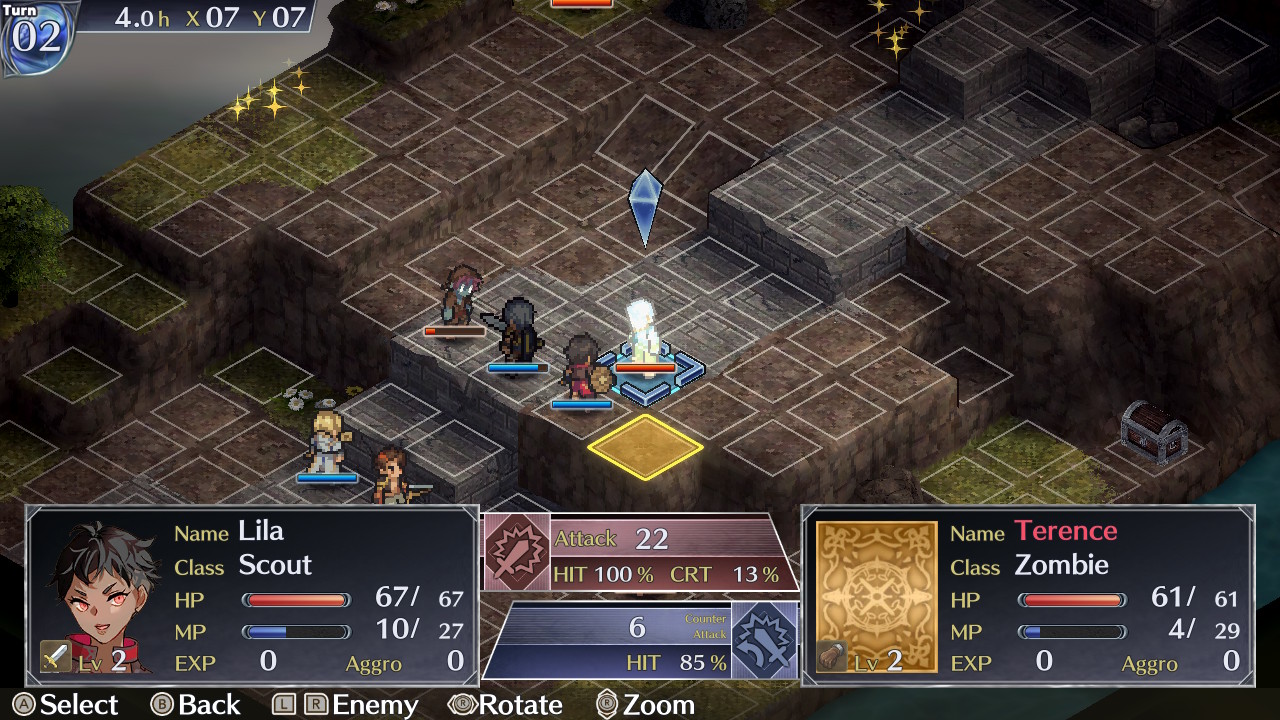 Turn
02
4.0h X07 Y07
Name Lila
Class Scout
HP 67/ 67
MP 10/ 27
Lv 2 EXP 0 Aggro 0
Attack 22
HIT 100% CRT 13%
6 Counter Attack
HIT 85%
Name Terence
Class Zombie
HP 61/ 61
MP 4/ 29
Lv 2 EXP 0 Aggro 0
A Select B Back L R Enemy R Rotate R Zoom